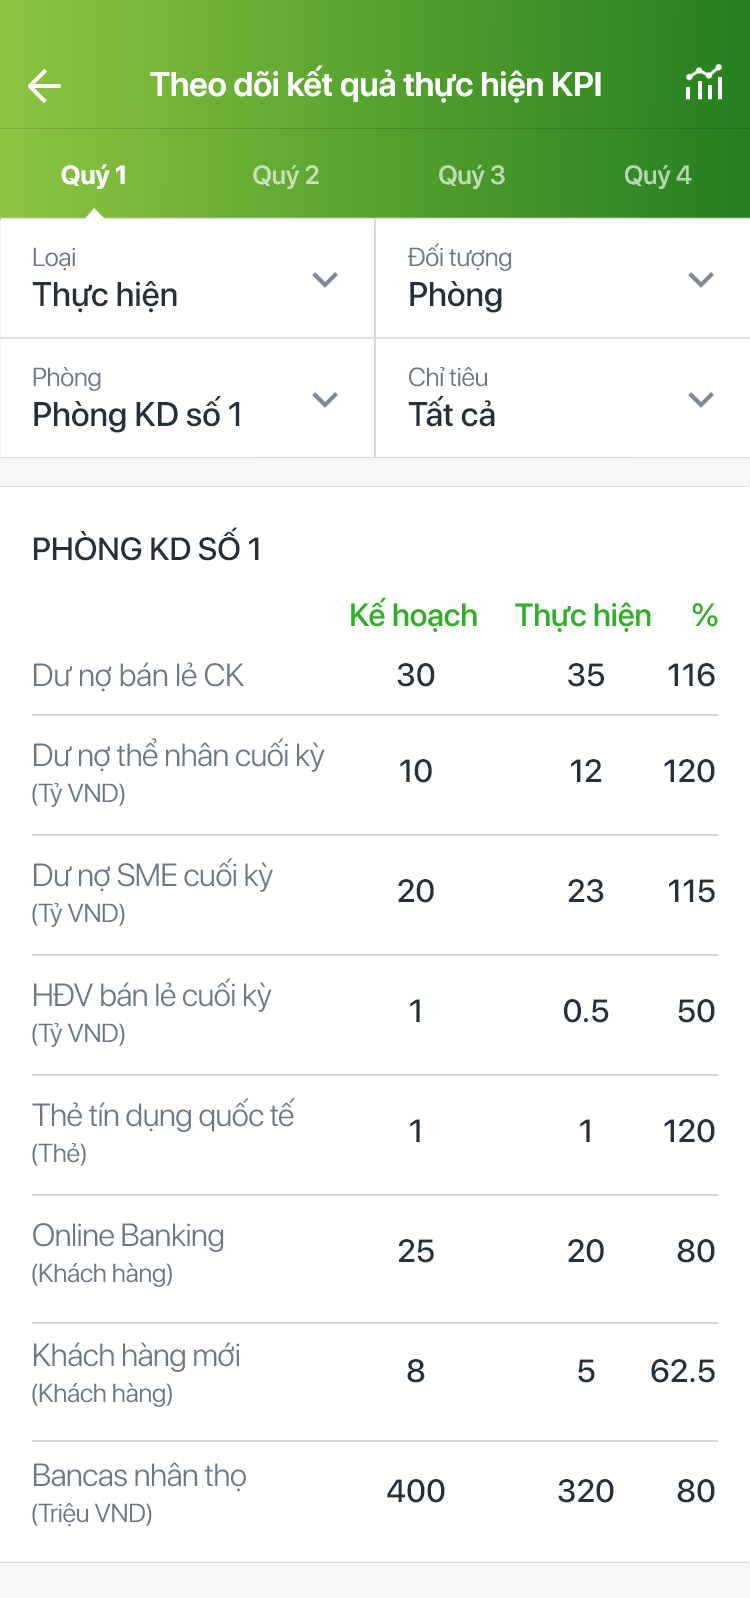 Theo dõi kết quả thực hiện KPI
Quý 1 Quý 2 Quý 3 Quý 4
Loại
Thực hiện
Đối tượng
Phòng
Phòng
Phòng KD số 1
Chỉ tiêu
Tất cả
PHÒNG KD SỐ 1
Kế hoạch Thực hiện %
Dư nợ bán lẻ CK 30 35 116
Dư nợ thể nhân cuối kỳ
(Tỷ VND)
10 12 120
Dư nợ SME cuối kỳ
(Tỷ VND)
20 23 115
HĐV bán lẻ cuối kỳ
(Tỷ VND)
1 0.5 50
Thẻ tín dụng quốc tế
(Thẻ)
1 1 120
Online Banking
(Khách hàng)
25 20 80
Khách hàng mới
(Khách hàng)
8 5 62.5
Bancas nhân thọ
(Triệu VND)
400 320 80